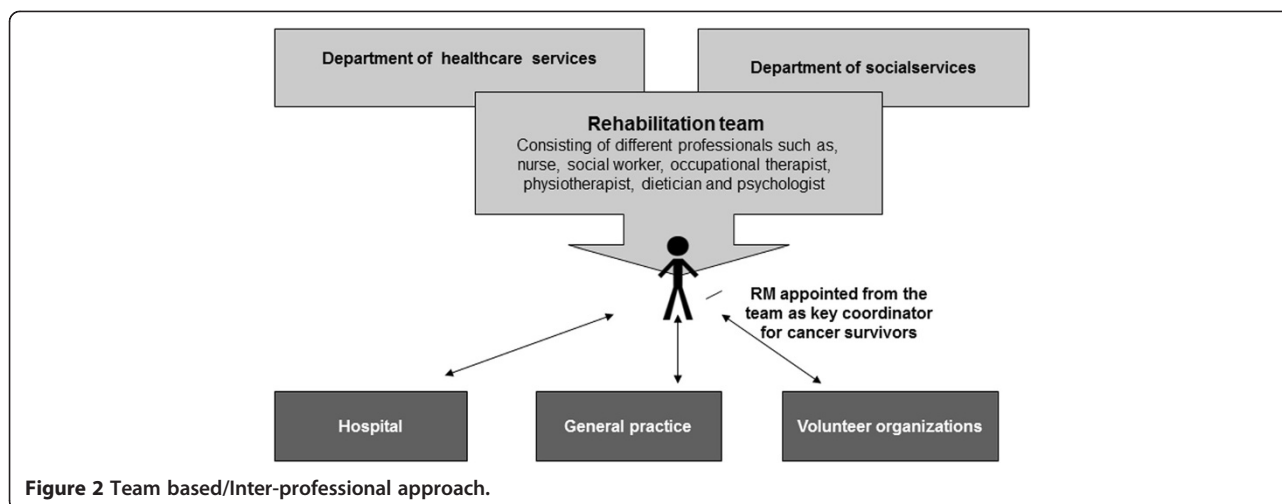 Department of healthcare services
Department of socialservices
Rehabilitation team
Consisting of different professionals such as,
nurse, social worker, occupational therapist,
physiotherapist, dietician and psychologist
RM appointed from the
team as key coordinator
for cancer survivors
Hospital
General practice
Volunteer organizations
Figure 2 Team based/Inter-professional approach.